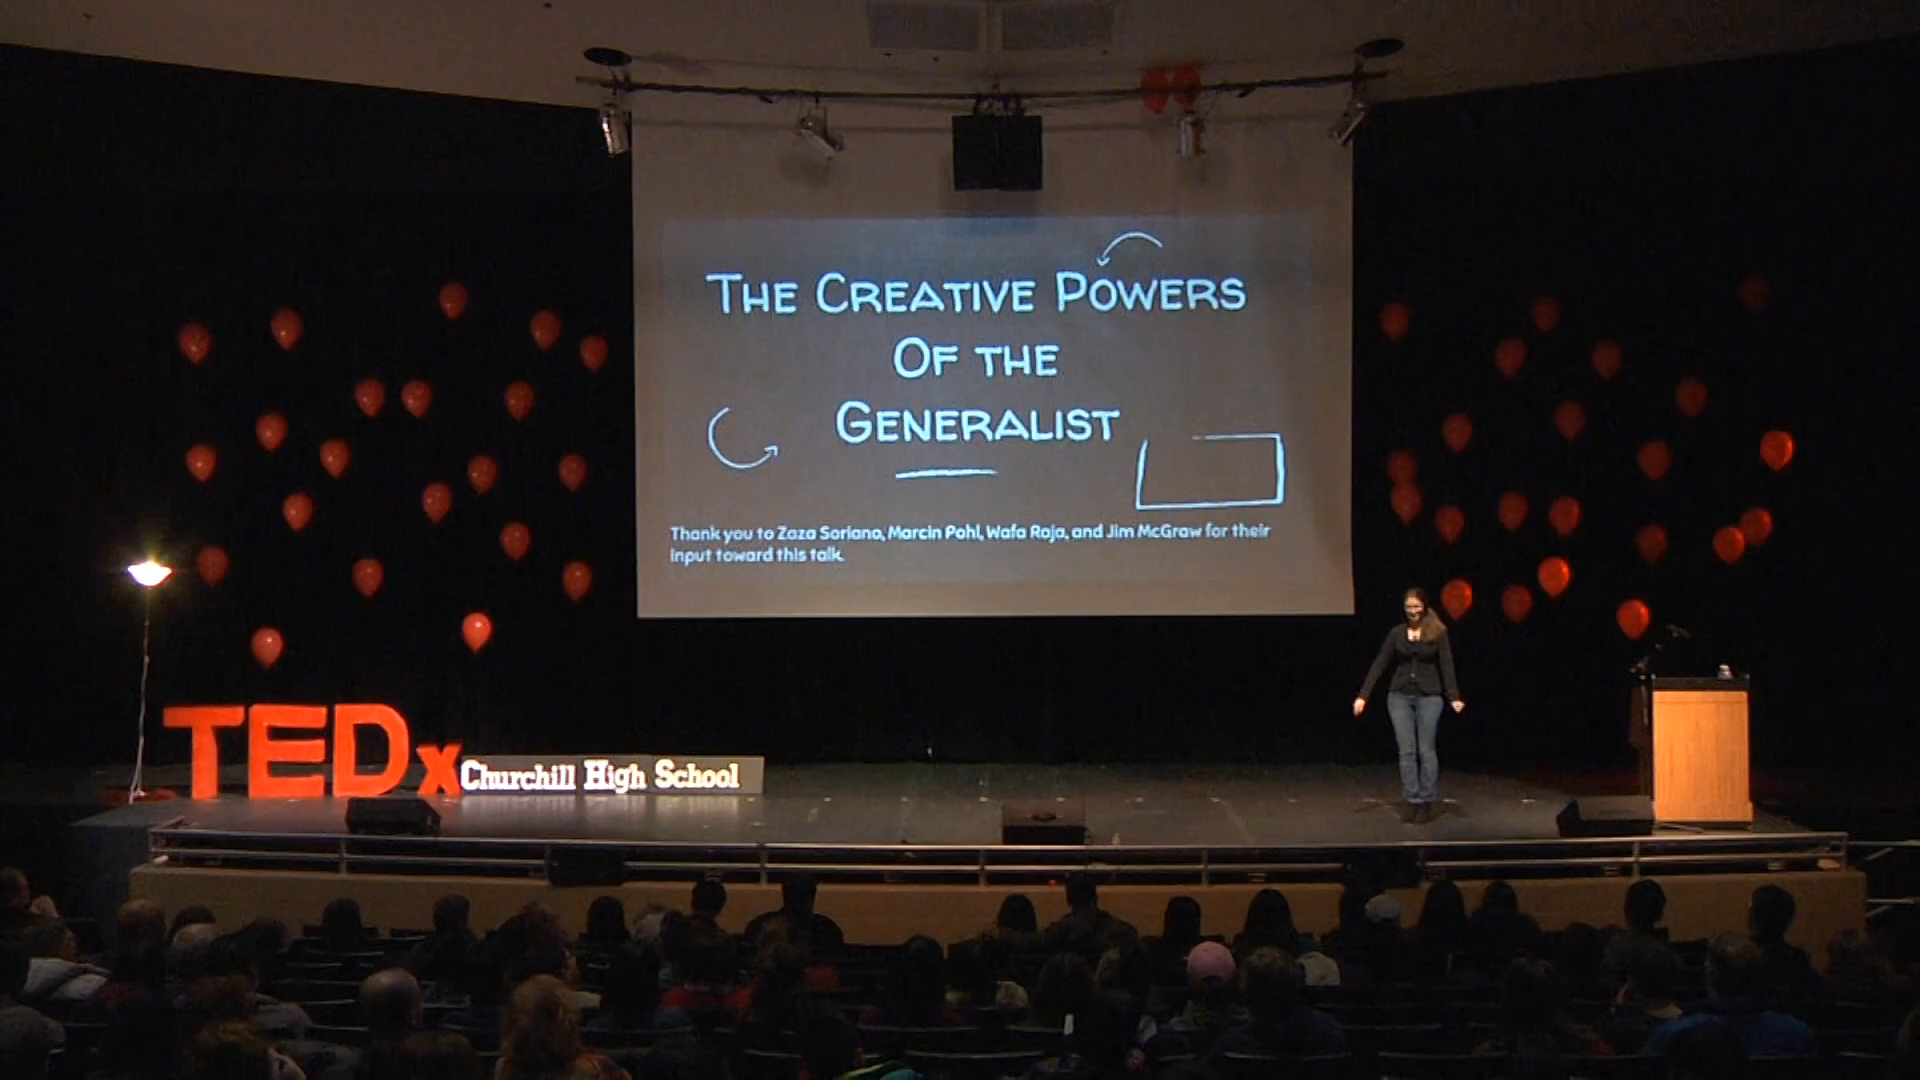 The Creative Powers
Of the
Generalist
Thank you to Zaza Soriano, Marcin Pohl, Wafa Raja, and Jim McGraw for their
input toward this talk.
TEDx Churchill High School